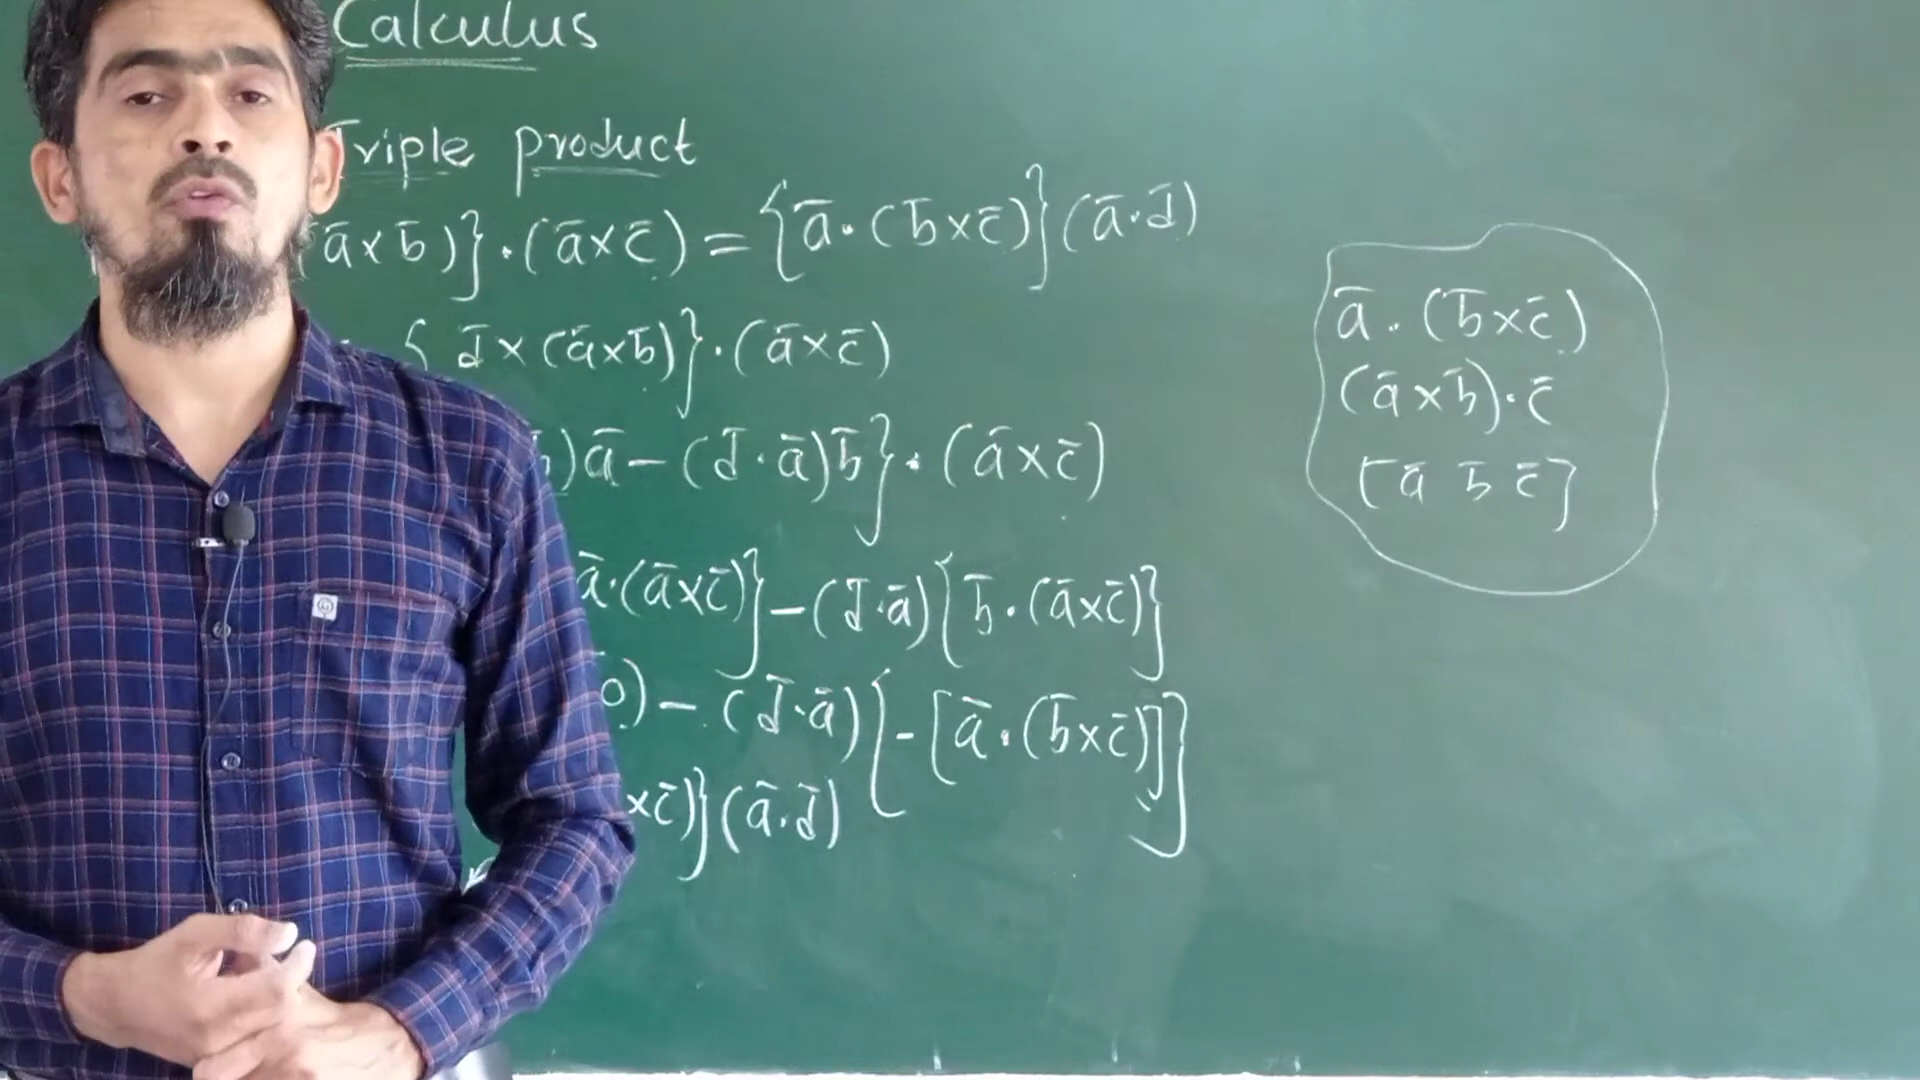 Calculus
Triple product
ā×b̄)}·(ā×c̄) = {ā·(b̄×c̄)}(ā·d̄)
{d̄×(ā×b̄)}·(ā×c̄)
)ā−(d̄·ā)b̄}·(ā×c̄)
ā·(ā×c̄)}−(d̄·ā){b̄·(ā×c̄)}
0)−(d̄·ā){−[ā·(b̄×c̄)]}
×c̄)}(ā·d̄)
ā·(b̄×c̄)
(ā×b̄)·c̄
[ā b̄ c̄]